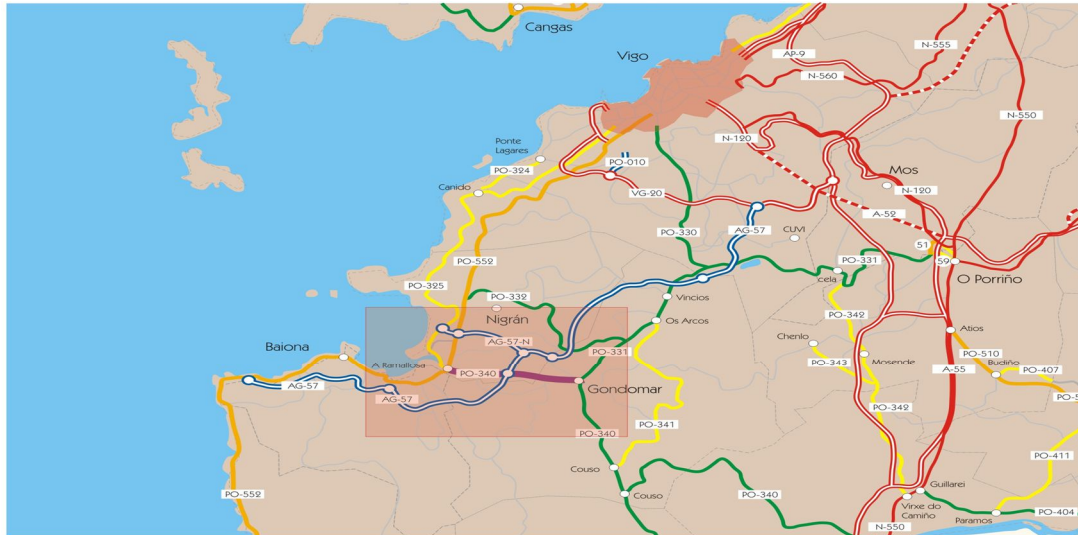 Cangas
Vigo
AP-9
N-555
N-560
N-550
N-120
Ponte
Lagares
PO-010
PO-324
Mos
Canido
VG-20
N-120
A-52
AG-57
PO-330
CUVI
51
PO-552
PO-331
59
O Porriño
PO-325
cela
PO-332
Vincios
PO-342
Nigrán
Os Arcos
Atios
AG-57-N
Chenlo
Baiona
PO-331
PO-343
Mosende
PO-510
Budiño
A Ramallosa
PO-340
PO-407
A-55
AG-57
Gondomar
AG-57
PO-342
PO-341
PO-340
PO-411
Couso
PO-552
Couso
PO-340
Guillarei
Virxe do
Camiño
Paramos
PO-404
N-550